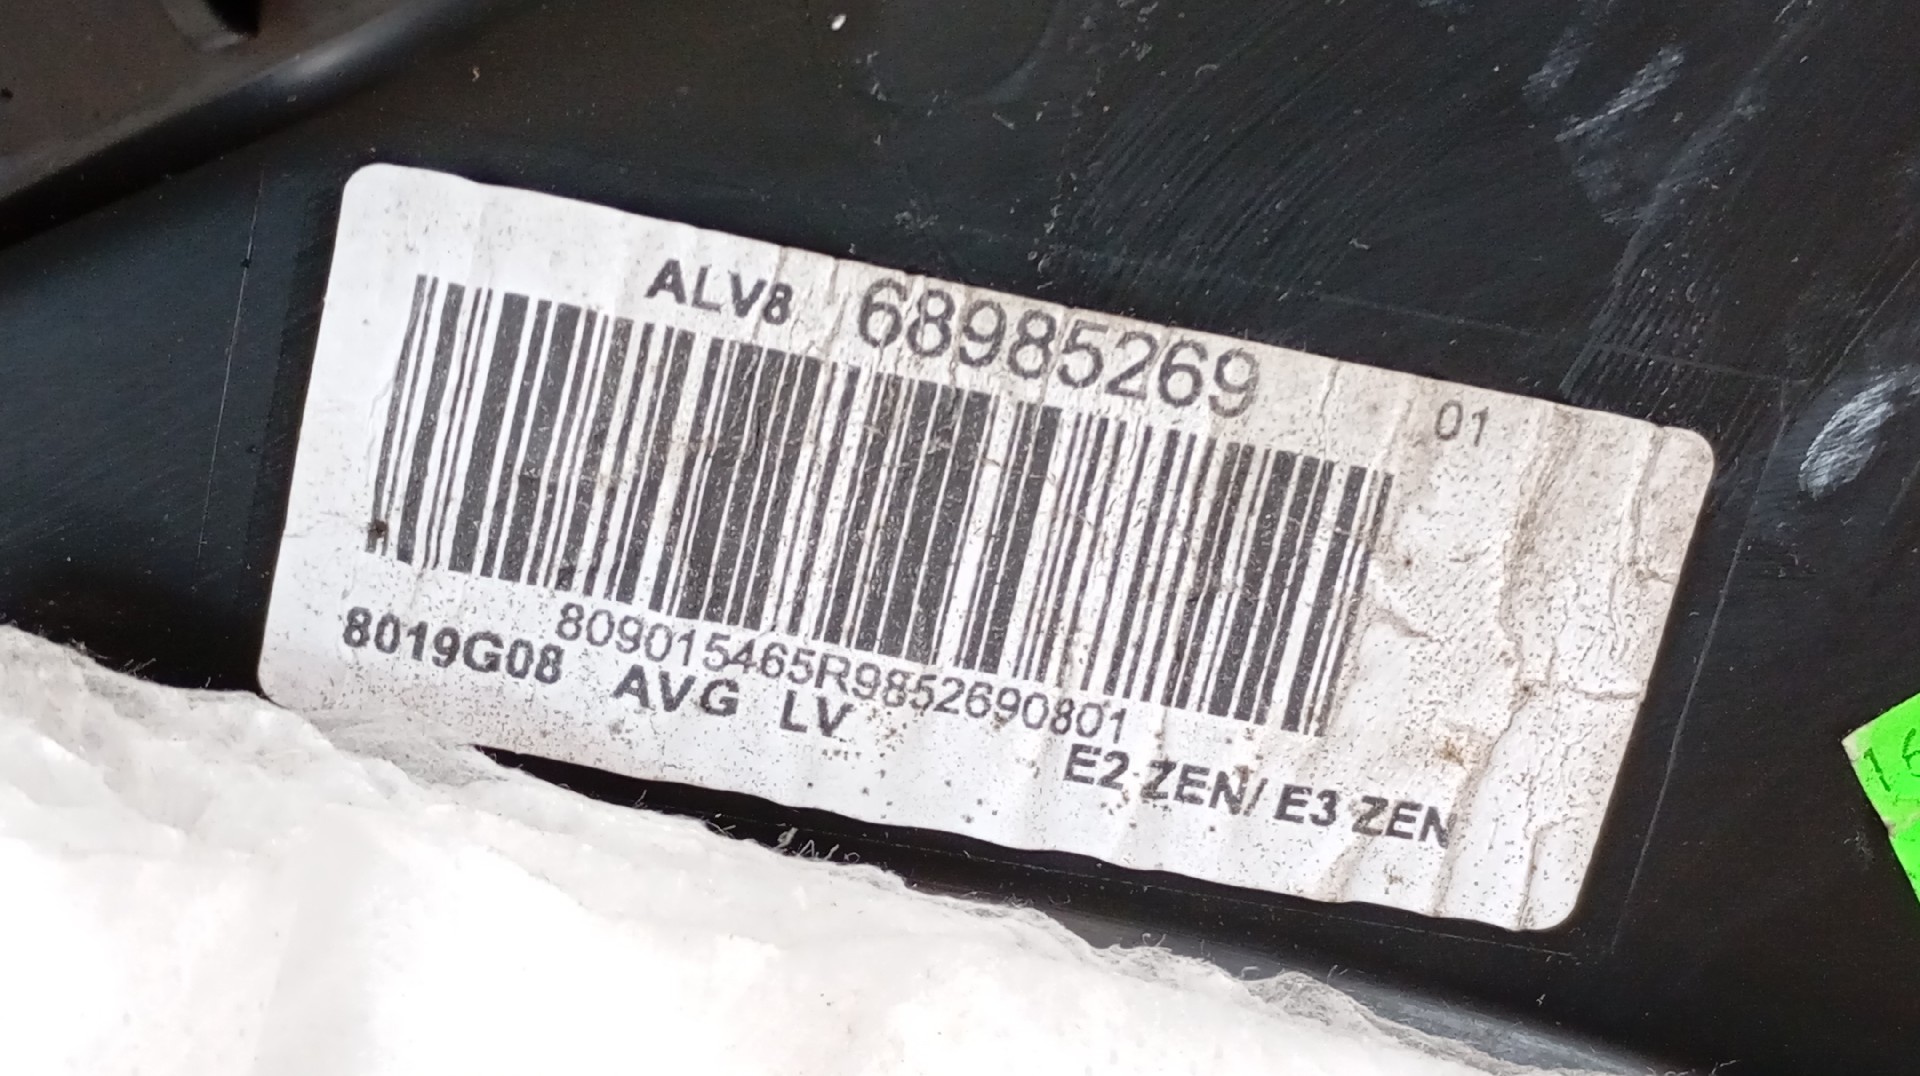 ALV8 68985269
01
809015465R9852690801
8019G08 AVG LV
E2 ZEN/ E3 ZEN